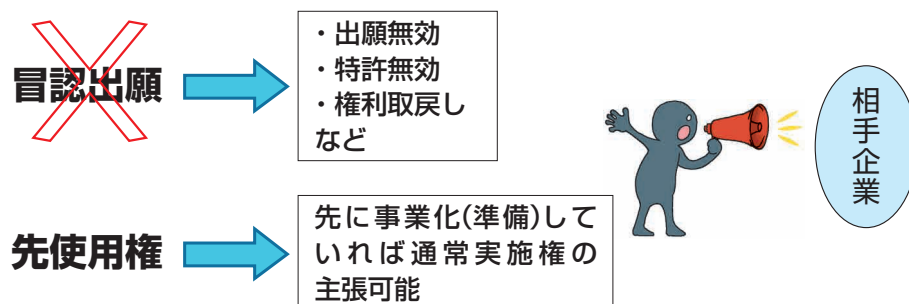 冒認出願
・出願無効
・特許無効
・権利取戻し
など
相手企業
先使用権
先に事業化(準備)して
いれば通常実施権の
主張可能